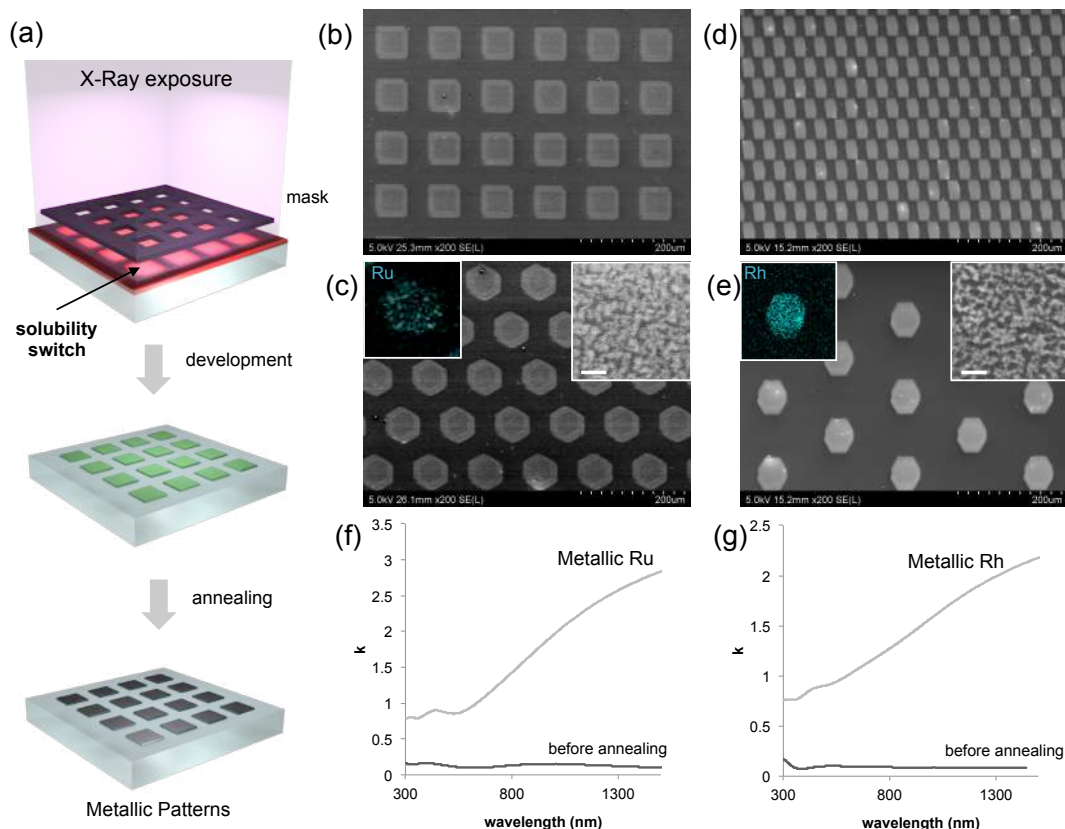 (a)
X-Ray exposure
mask
solubility
switch
development
annealing
Metallic Patterns
(b)
5.0kV 25.3mm x200 SE(L)
200um
(d)
5.0kV 15.2mm x200 SE(L)
200um
(c)
Ru
5.0kV 26.1mm x200 SE(L)
200um
(e)
Rh
5.0kV 15.2mm x200 SE(L)
200um
(f)
Metallic Ru
3.5
3
2.5
2
1.5
1
0.5
0
k
before annealing
300
800
1300
wavelength (nm)
(g)
Metallic Rh
2.5
2
1.5
1
0.5
0
k
before annealing
300
800
1300
wavelength (nm)